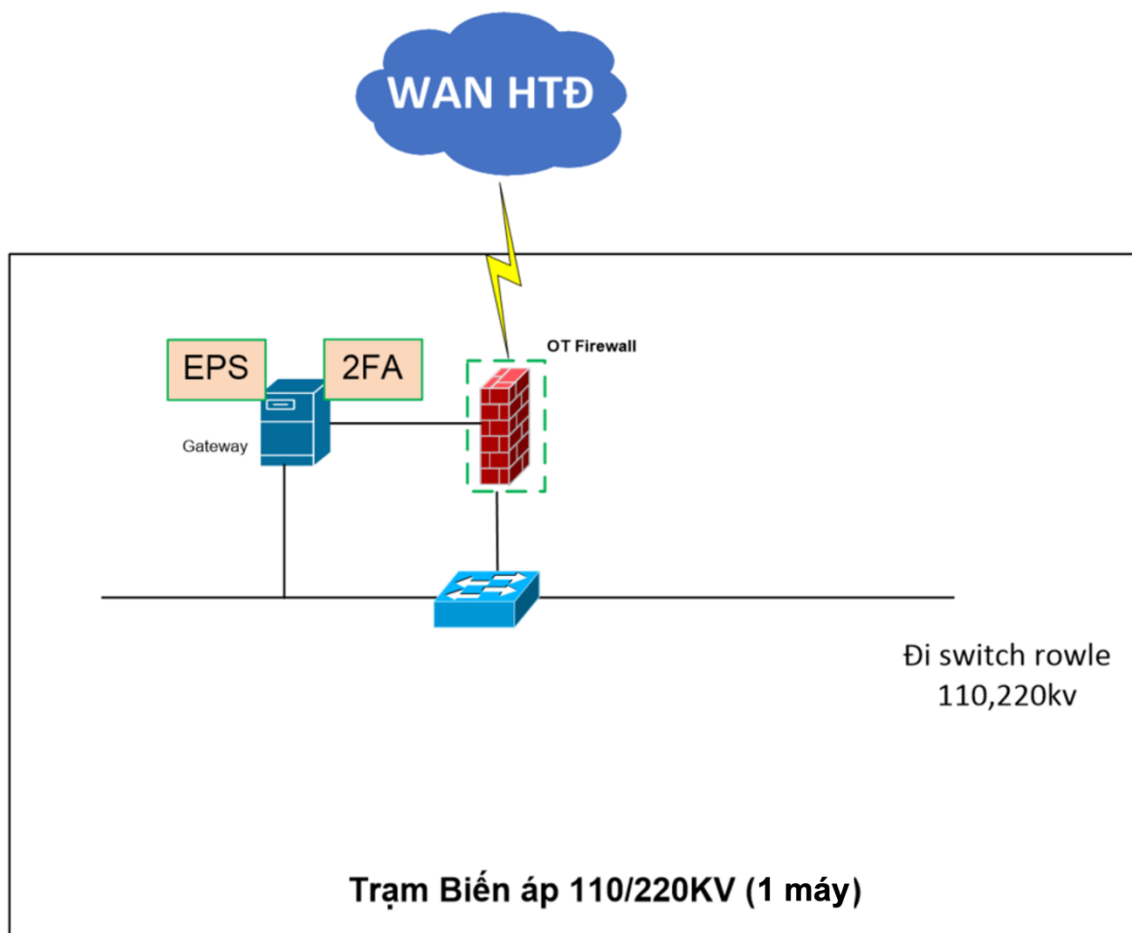 WAN HTĐ
OT Firewall
EPS
2FA
Gateway
Đi switch rowle
110,220kv
Trạm Biến áp 110/220KV (1 máy)